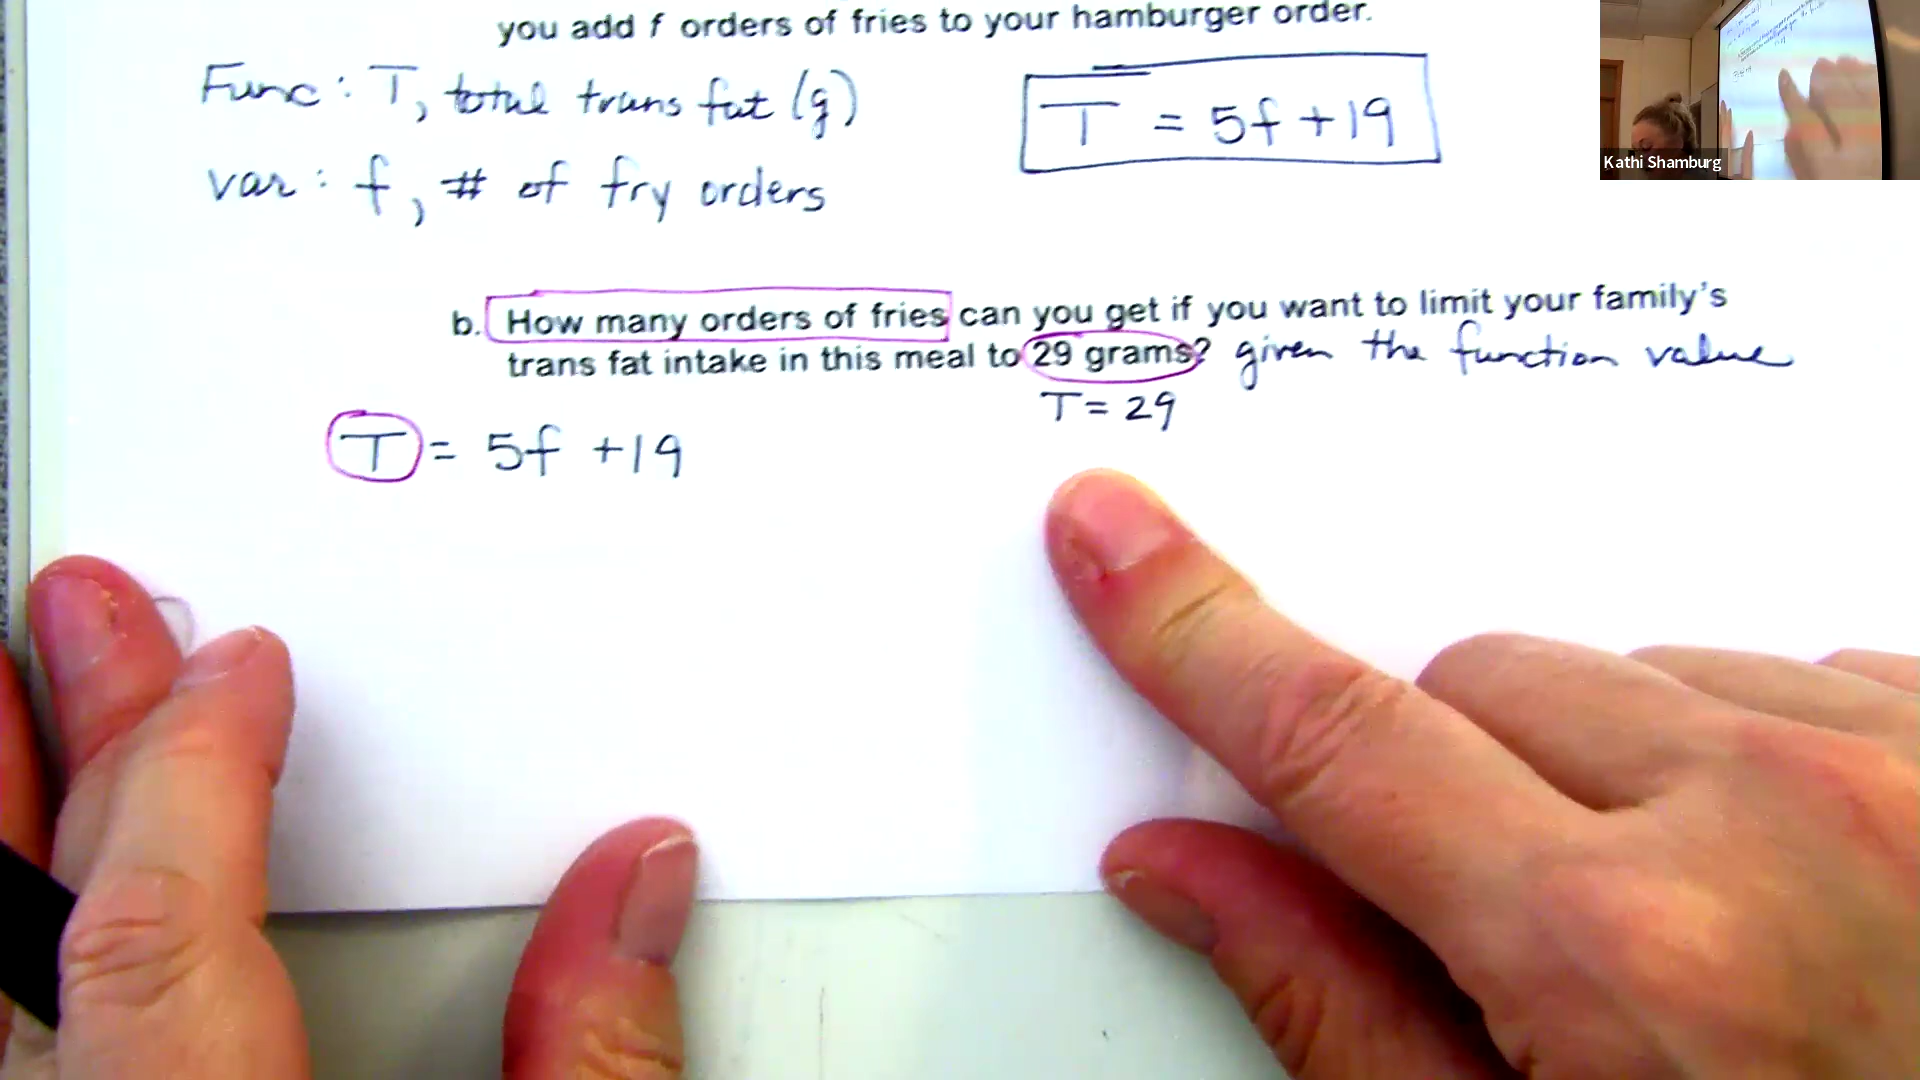 you add f orders of fries to your hamburger order.
Func : T, total trans fat (g)
T = 5f + 19
var : f, # of fry orders
b. How many orders of fries can you get if you want to limit your family's
trans fat intake in this meal to 29 grams? given the function value
T = 29
T = 5f + 19
Kathi Shamburg